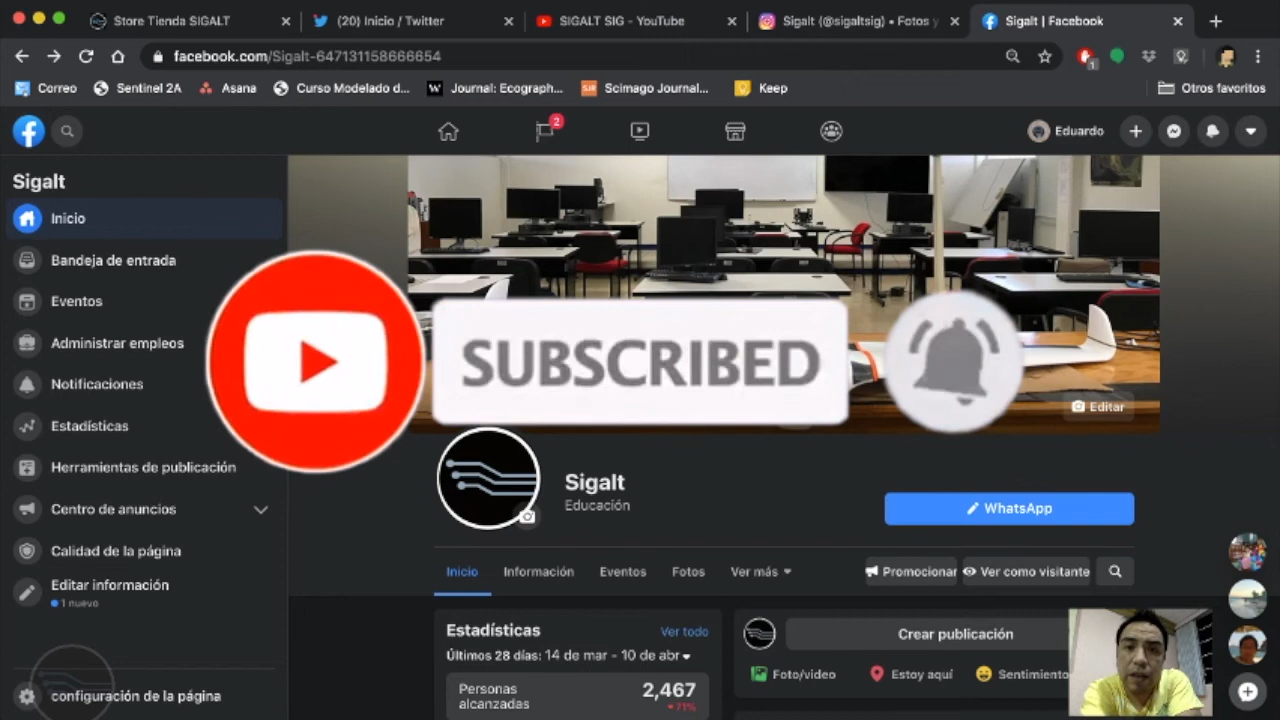 Store Tienda SIGALT
(20) Inicio / Twitter
SIGALT SIG - YouTube
Sigalt (@sigaltsig) • Fotos y
Sigalt | Facebook
facebook.com/Sigalt-647131158666654
1
Correo
Sentinel 2A
Asana
Curso Modelado d...
W
Journal: Ecograph...
SJR
Scimago Journal...
Keep
Otros favoritos
2
Eduardo
Sigalt
Inicio
Bandeja de entrada
Eventos
Administrar empleos
Notificaciones
Estadísticas
Herramientas de publicación
Centro de anuncios
Calidad de la página
Editar información
1 nuevo
configuración de la página
SUBSCRIBED
Editar
Sigalt
Educación
WhatsApp
Inicio
Información
Eventos
Fotos
Ver más
Promocionar
Ver como visitante
Estadísticas
Ver todo
Últimos 28 días: 14 de mar - 10 de abr
Personas
alcanzadas
2,467
71%
Crear publicación
Foto/video
Estoy aquí
Sentimiento